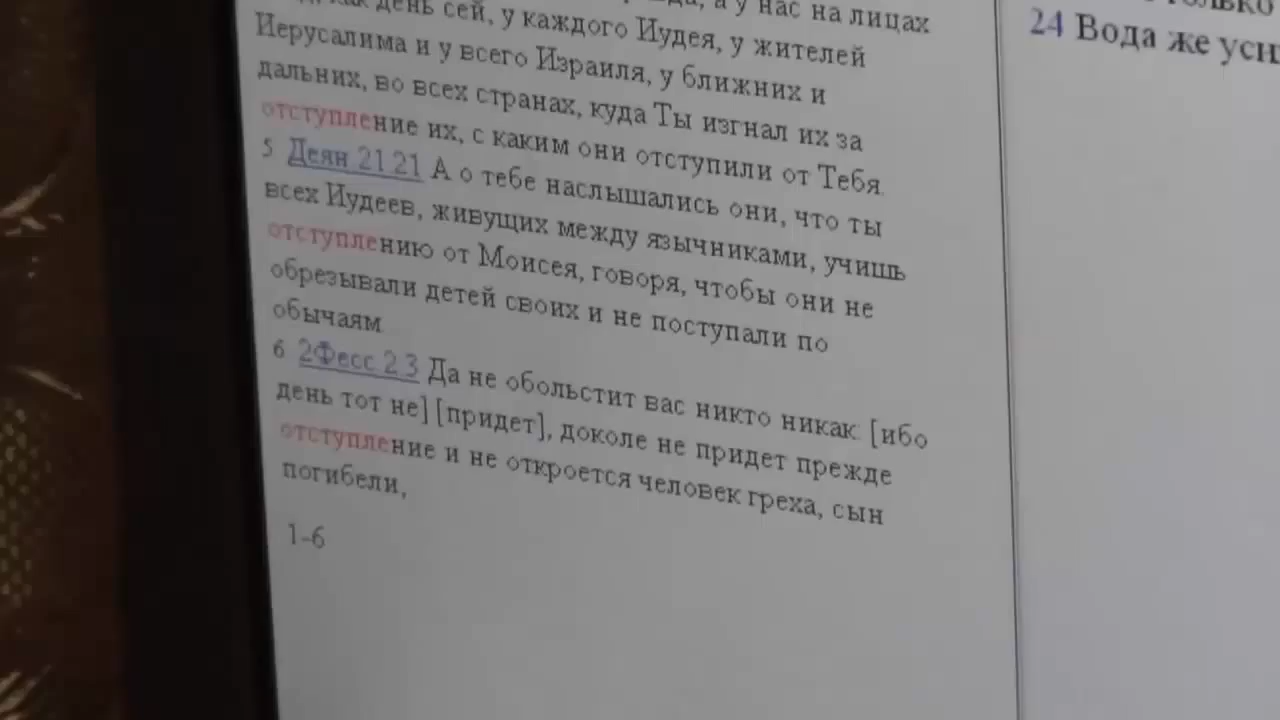 а у нас на лицах
день сей, у каждого Иудея, у жителей
Иерусалима и у всего Израиля, у ближних и
дальних, во всех странах, куда Ты изгнал их за
отступление их, с каким они отступили от Тебя.
5 Деян 21.21 А о тебе наслышались они, что ты
всех Иудеев, живущих между язычниками, учишь
отступлению от Моисея, говоря, чтобы они не
обрезывали детей своих и не поступали по
обычаям
6 2Фесс 2.3 Да не обольстит вас никто никак: [ибо
день тот не] [придет], доколе не придет прежде
отступление и не откроется человек греха, сын
погибели,
1-6
24 Вода же